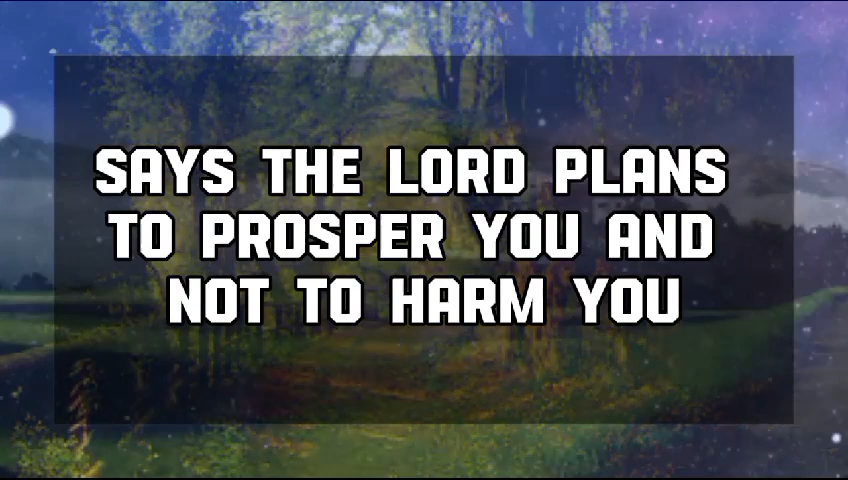 SAYS THE LORD PLANS
TO PROSPER YOU AND
NOT TO HARM YOU